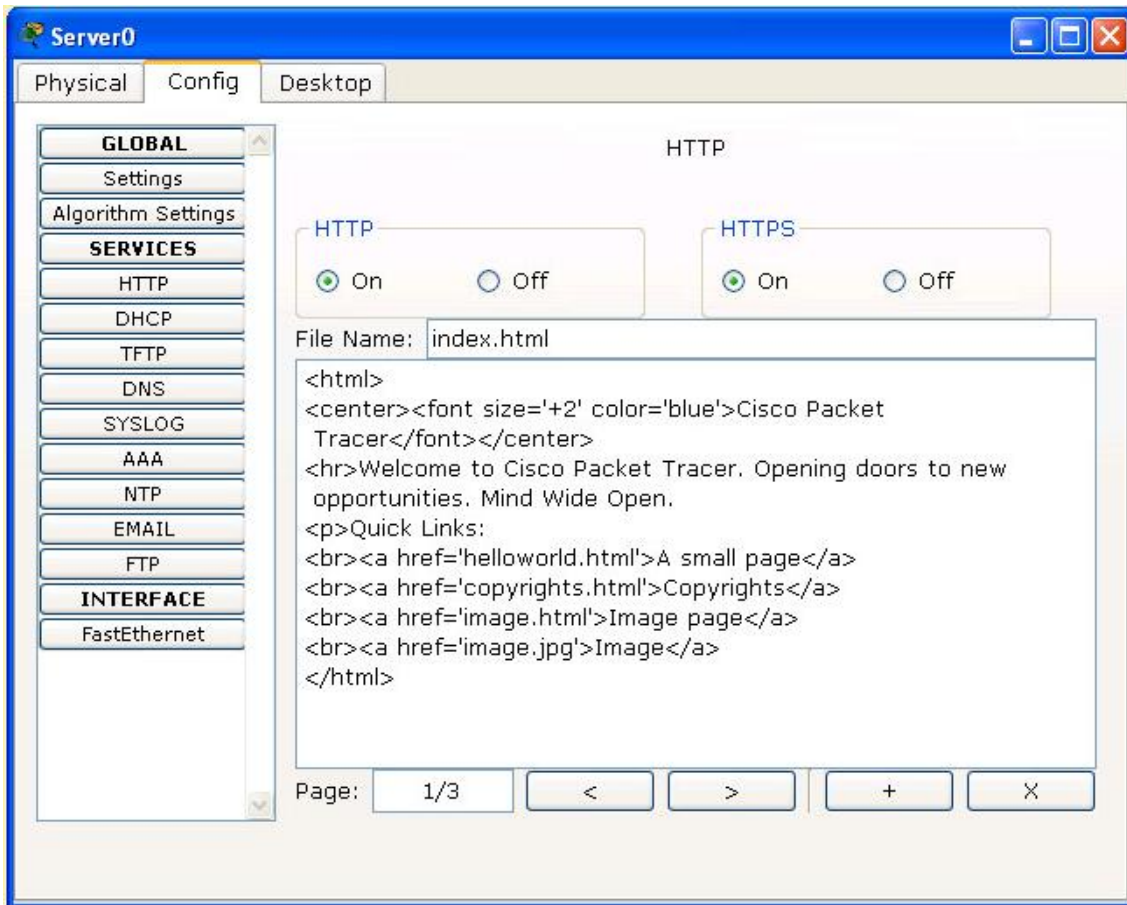 Server0
Physical Config Desktop
GLOBAL
Settings
Algorithm Settings
SERVICES
HTTP
DHCP
TFTP
DNS
SYSLOG
AAA
NTP
EMAIL
FTP
INTERFACE
FastEthernet
HTTP
HTTP
On Off
HTTPS
On Off
File Name: index.html
<html>
<center><font size='+2' color='blue'>Cisco Packet
Tracer</font></center>
<hr>Welcome to Cisco Packet Tracer. Opening doors to new
opportunities. Mind Wide Open.
<p>Quick Links:
<br><a href='helloworld.html'>A small page</a>
<br><a href='copyrights.html'>Copyrights</a>
<br><a href='image.html'>Image page</a>
<br><a href='image.jpg'>Image</a>
</html>
Page: 1/3 < > + X